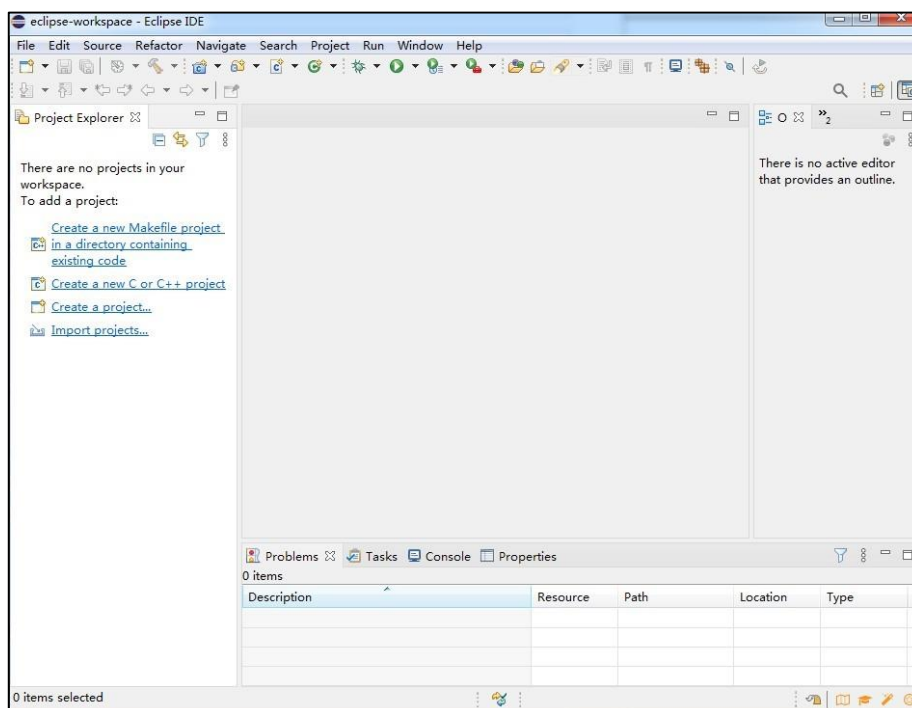 eclipse-workspace - Eclipse IDE
File Edit Source Refactor Navigate Search Project Run Window Help
Project Explorer
There are no projects in your
workspace.
To add a project:
Create a new Makefile project
in a directory containing
existing code
Create a new C or C++ project
Create a project...
Import projects...
O
2
There is no active editor
that provides an outline.
Problems Tasks Console Properties
0 items
Description Resource Path Location Type
0 items selected